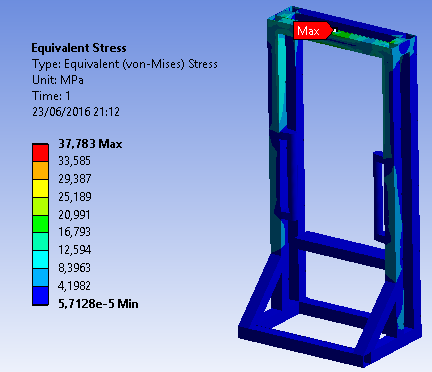 Equivalent Stress
Type: Equivalent (von-Mises) Stress
Unit: MPa
Time: 1
23/06/2016 21:12
Max
37,783 Max
33,585
29,387
25,189
20,991
16,793
12,594
8,3963
4,1982
5,7128e-5 Min